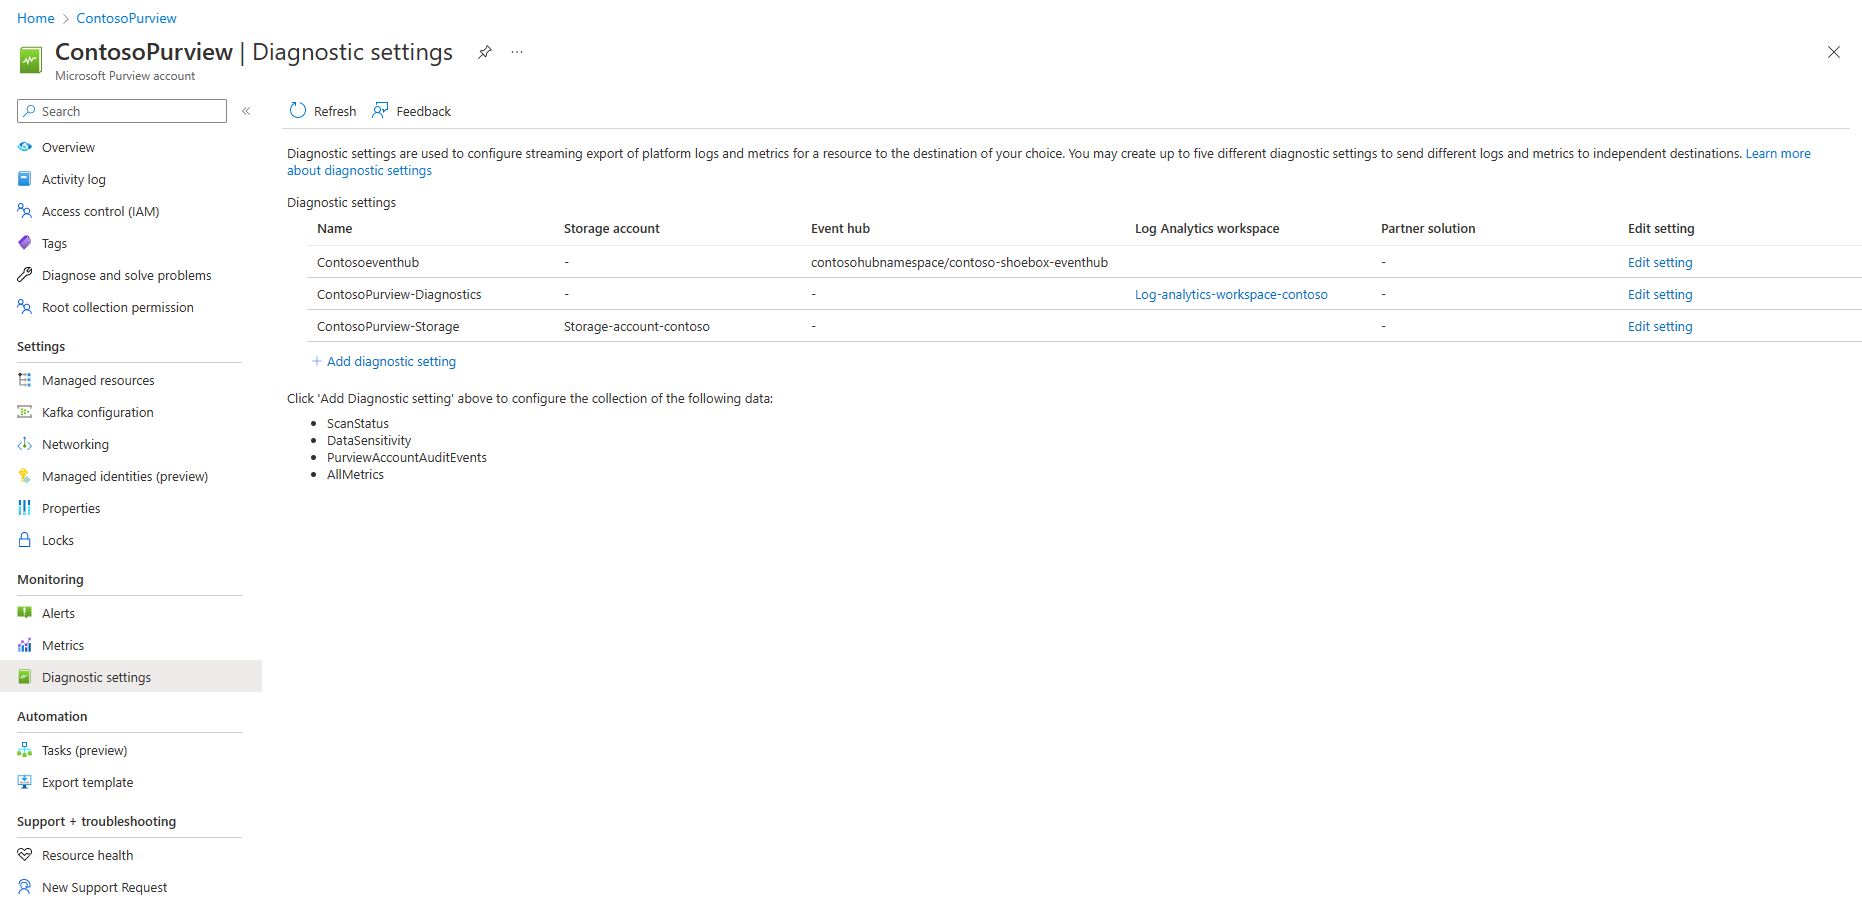 Home > ContosoPurview
ContosoPurview | Diagnostic settings
Microsoft Purview account
Search
Overview
Activity log
Access control (IAM)
Tags
Diagnose and solve problems
Root collection permission
Settings
Managed resources
Kafka configuration
Networking
Managed identities (preview)
Properties
Locks
Monitoring
Alerts
Metrics
Diagnostic settings
Automation
Tasks (preview)
Export template
Support + troubleshooting
Resource health
New Support Request
Refresh Feedback
Diagnostic settings are used to configure streaming export of platform logs and metrics for a resource to the destination of your choice. You may create up to five different diagnostic settings to send different logs and metrics to independent destinations. Learn more
about diagnostic settings
Diagnostic settings
Name Storage account Event hub Log Analytics workspace Partner solution Edit setting
Contosoeventhub - contosohubnamespace/contoso-shoebox-eventhub - Edit setting
ContosoPurview-Diagnostics - - Log-analytics-workspace-contoso - Edit setting
ContosoPurview-Storage Storage-account-contoso - - Edit setting
+ Add diagnostic setting
Click 'Add Diagnostic setting' above to configure the collection of the following data:
• ScanStatus
• DataSensitivity
• PurviewAccountAuditEvents
• AllMetrics